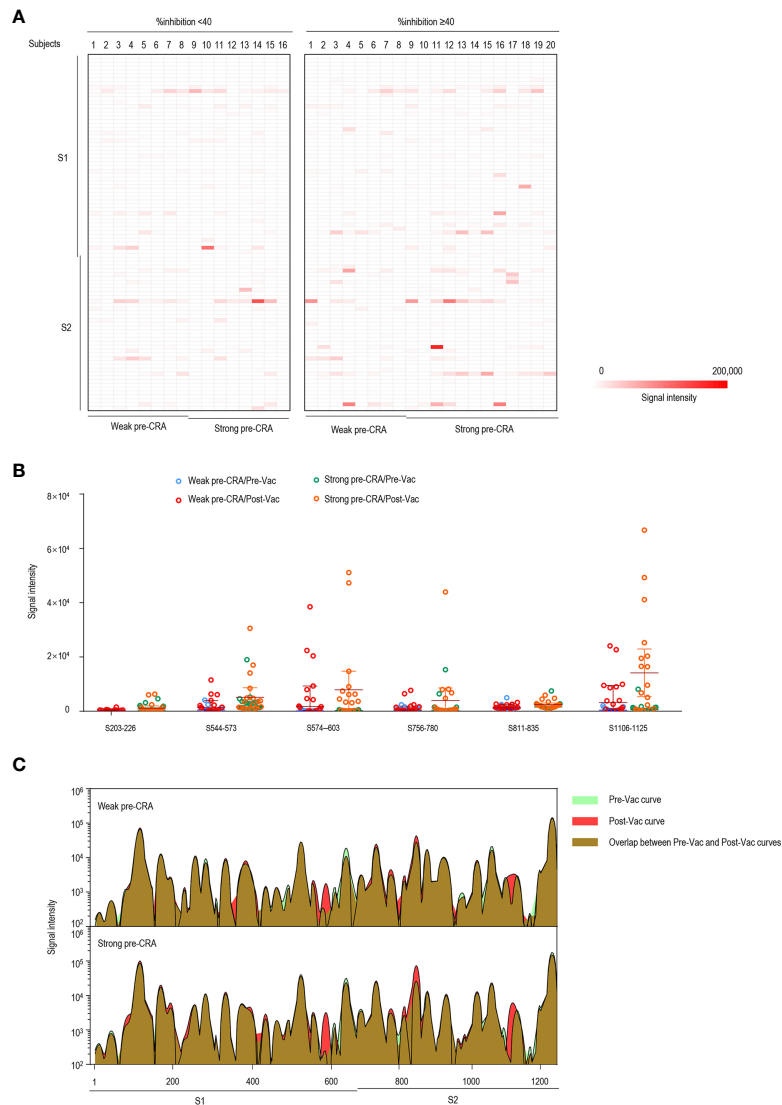 A
%inhibition <40
%inhibition ≥40
Subjects 1 2 3 4 5 6 7 8 9 10 11 12 13 14 15 16 1 2 3 4 5 6 7 8 9 10 11 12 13 14 15 16 17 18 19 20
S1
S2
0 200,000
Signal intensity
Weak pre-CRA Strong pre-CRA Weak pre-CRA Strong pre-CRA
B
Weak pre-CRA/Pre-Vac Strong pre-CRA/Pre-Vac
Weak pre-CRA/Post-Vac Strong pre-CRA/Post-Vac
Signal intensity
8×10⁴
6×10⁴
4×10⁴
2×10⁴
0
S203-226 S544-573 S574–603 S756-780 S811-835 S1106-1125
C
Signal intensity
10⁶
Weak pre-CRA
10⁵
10⁴
10³
10²
Pre-Vac curve
Post-Vac curve
Overlap between Pre-Vac and Post-Vac curves
10⁶
Strong pre-CRA
10⁵
10⁴
10³
10²
1 200 400 600 800 1000 1200
S1 S2